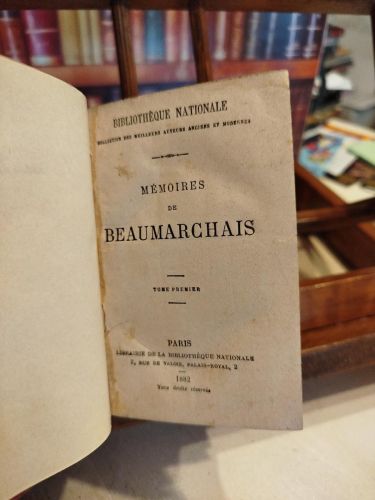 BIBLIOTHÈQUE NATIONALE
COLLECTION DES MEILLEURS AUTEURS ANCIENS ET MODERNES
MÉMOIRES
DE
BEAUMARCHAIS
TOME PREMIER
PARIS
LIBRAIRIE DE LA BIBLIOTHÈQUE NATIONALE
2, RUE DE VALOIS, PALAIS-ROYAL, 2
1882
Tous droits réservés